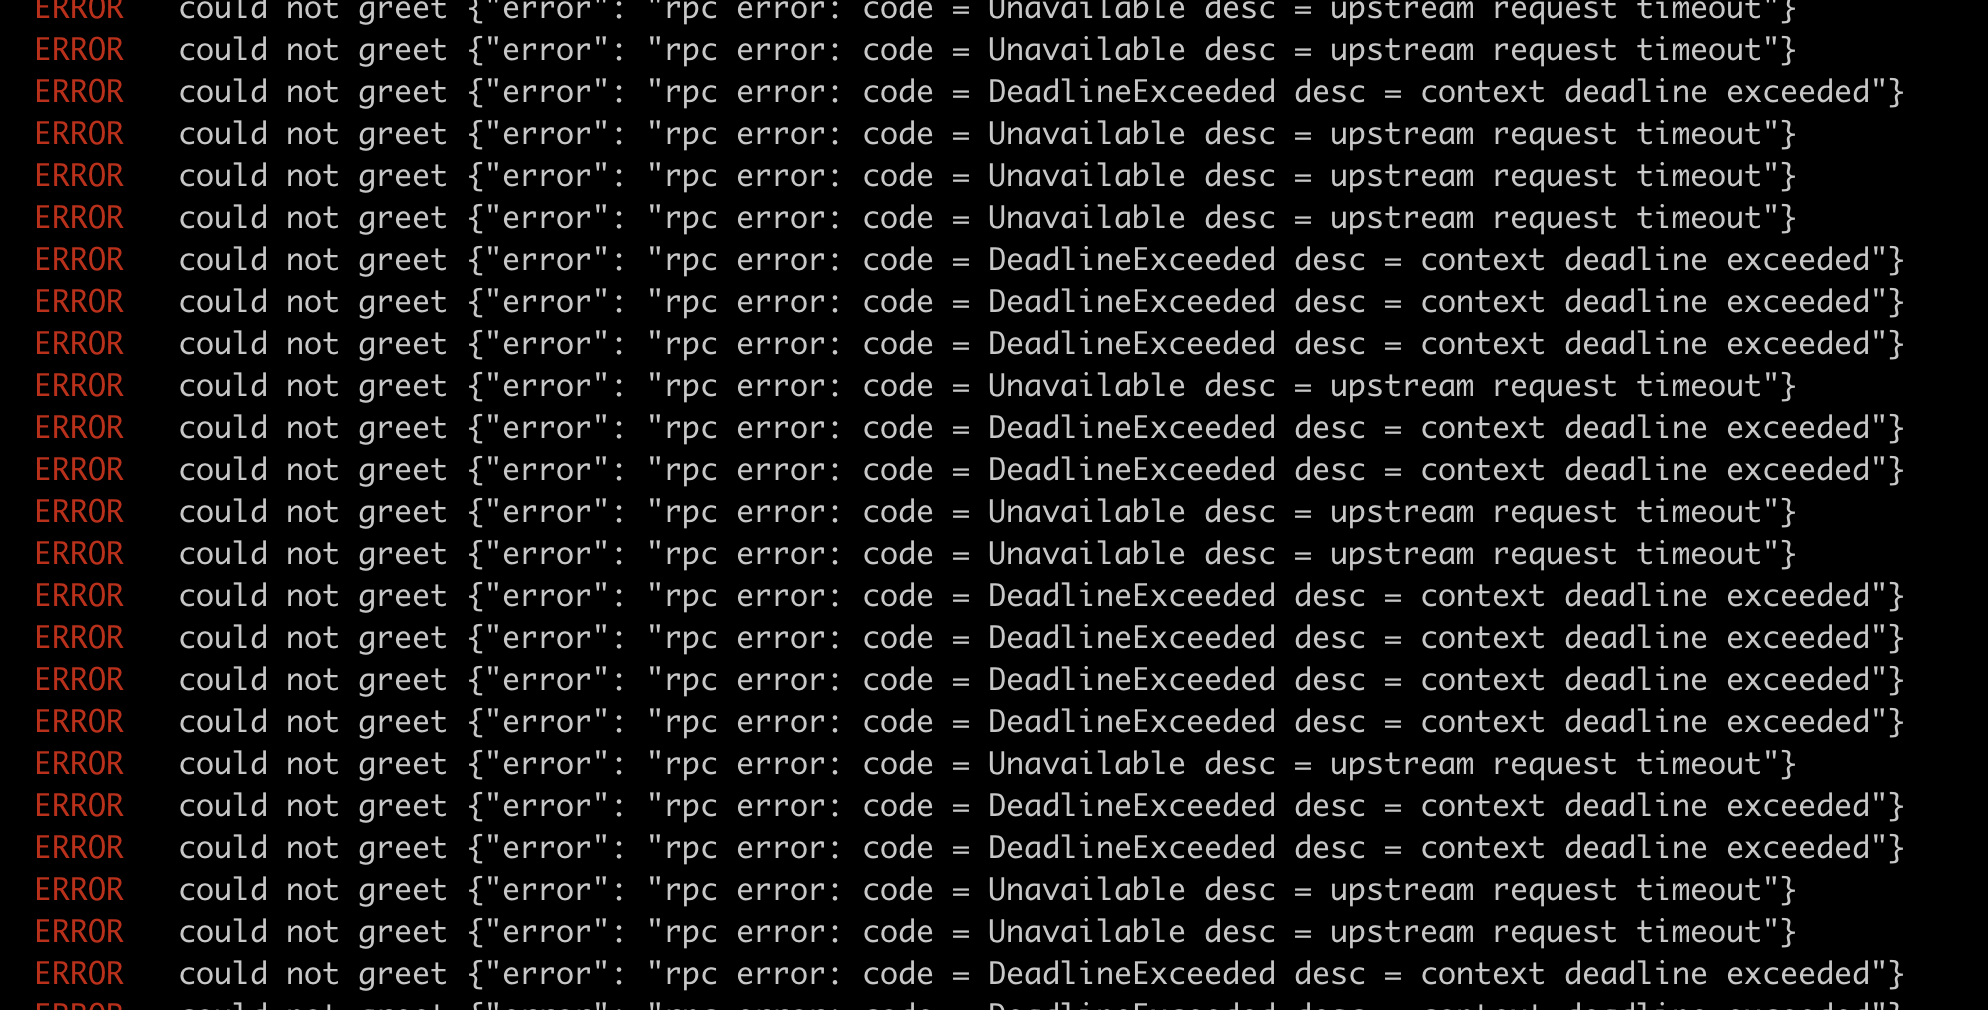 ERROR could not greet {"error": "rpc error: code = Unavailable desc = upstream request timeout"}
ERROR could not greet {"error": "rpc error: code = Unavailable desc = upstream request timeout"}
ERROR could not greet {"error": "rpc error: code = DeadlineExceeded desc = context deadline exceeded"}
ERROR could not greet {"error": "rpc error: code = Unavailable desc = upstream request timeout"}
ERROR could not greet {"error": "rpc error: code = Unavailable desc = upstream request timeout"}
ERROR could not greet {"error": "rpc error: code = Unavailable desc = upstream request timeout"}
ERROR could not greet {"error": "rpc error: code = DeadlineExceeded desc = context deadline exceeded"}
ERROR could not greet {"error": "rpc error: code = DeadlineExceeded desc = context deadline exceeded"}
ERROR could not greet {"error": "rpc error: code = DeadlineExceeded desc = context deadline exceeded"}
ERROR could not greet {"error": "rpc error: code = Unavailable desc = upstream request timeout"}
ERROR could not greet {"error": "rpc error: code = DeadlineExceeded desc = context deadline exceeded"}
ERROR could not greet {"error": "rpc error: code = DeadlineExceeded desc = context deadline exceeded"}
ERROR could not greet {"error": "rpc error: code = Unavailable desc = upstream request timeout"}
ERROR could not greet {"error": "rpc error: code = Unavailable desc = upstream request timeout"}
ERROR could not greet {"error": "rpc error: code = DeadlineExceeded desc = context deadline exceeded"}
ERROR could not greet {"error": "rpc error: code = DeadlineExceeded desc = context deadline exceeded"}
ERROR could not greet {"error": "rpc error: code = DeadlineExceeded desc = context deadline exceeded"}
ERROR could not greet {"error": "rpc error: code = DeadlineExceeded desc = context deadline exceeded"}
ERROR could not greet {"error": "rpc error: code = Unavailable desc = upstream request timeout"}
ERROR could not greet {"error": "rpc error: code = DeadlineExceeded desc = context deadline exceeded"}
ERROR could not greet {"error": "rpc error: code = DeadlineExceeded desc = context deadline exceeded"}
ERROR could not greet {"error": "rpc error: code = Unavailable desc = upstream request timeout"}
ERROR could not greet {"error": "rpc error: code = Unavailable desc = upstream request timeout"}
ERROR could not greet {"error": "rpc error: code = DeadlineExceeded desc = context deadline exceeded"}